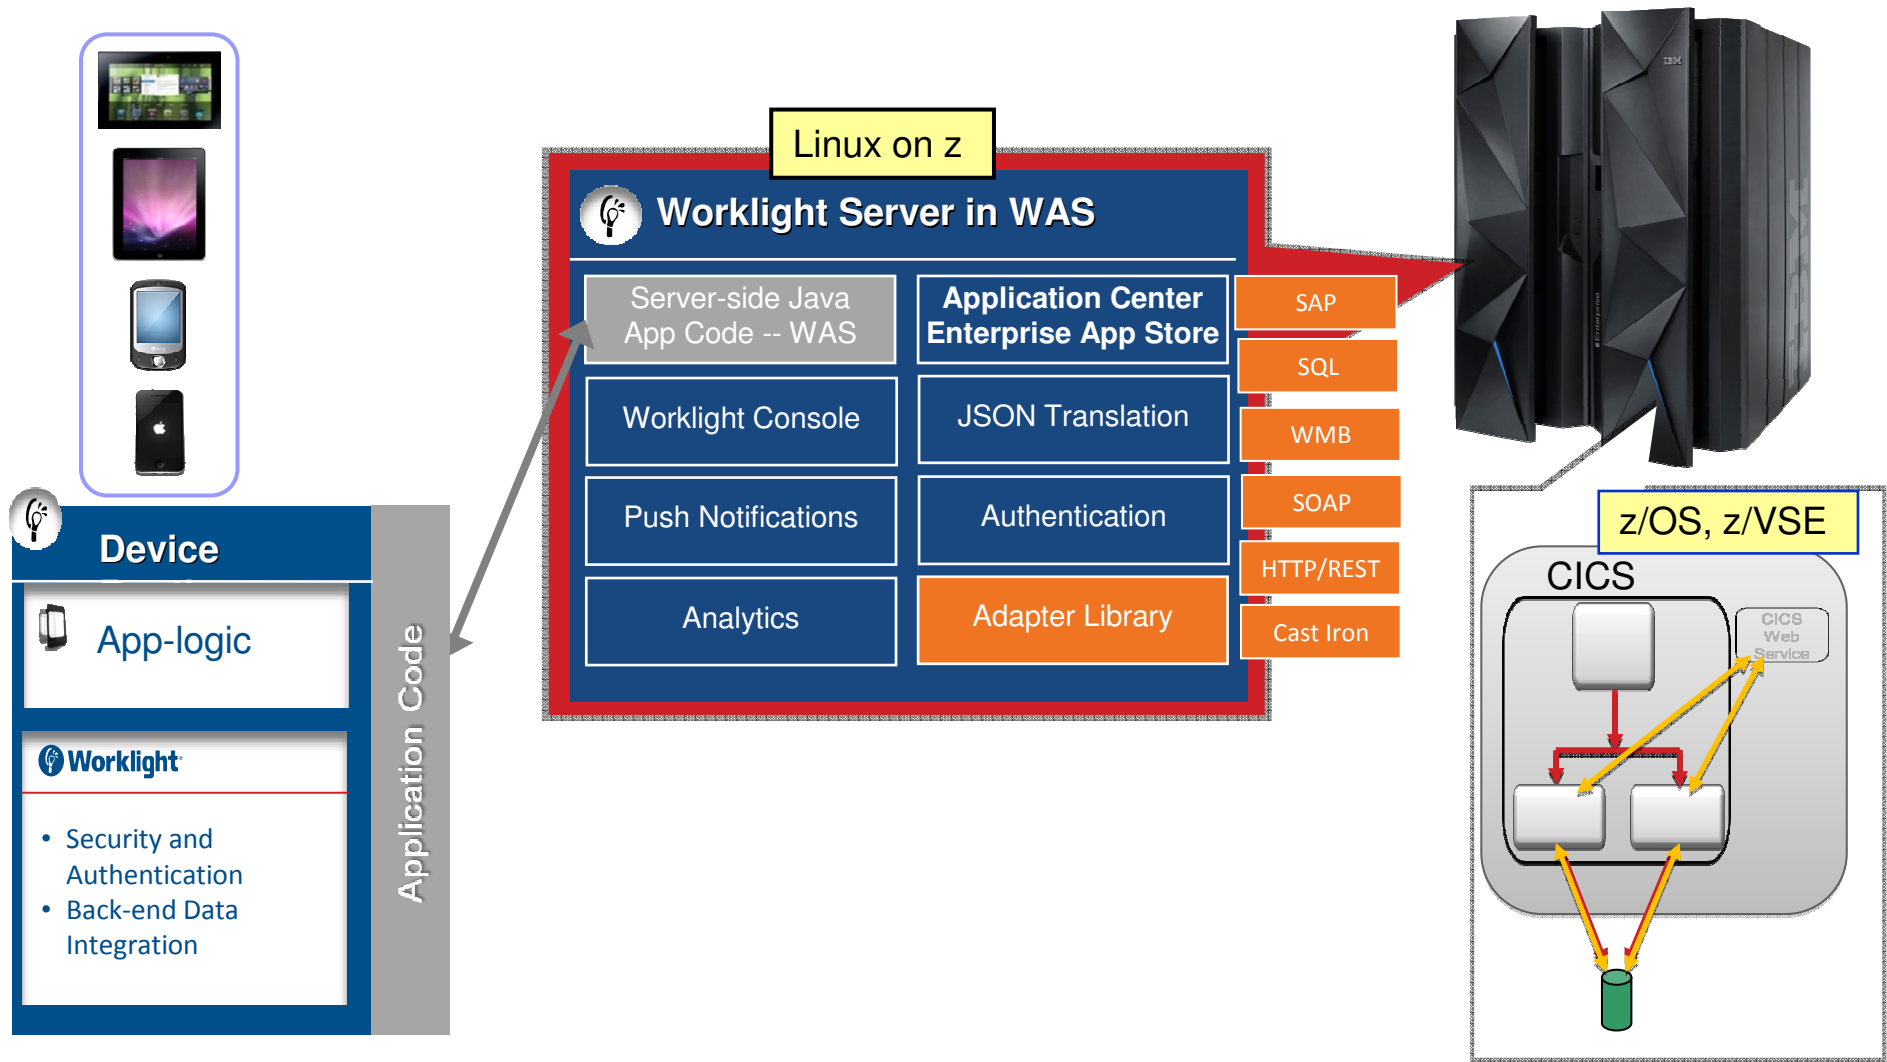 Linux on z
Worklight Server in WAS
Server-side Java
App Code -- WAS
Application Center
Enterprise App Store
Worklight Console
JSON Translation
Push Notifications
Authentication
Analytics
Adapter Library
SAP
SQL
WMB
SOAP
HTTP/REST
Cast Iron
Device
App-logic
Worklight
• Security and
Authentication
• Back-end Data
Integration
Application Code
IBM
z/OS, z/VSE
CICS
CICS
Web
Service